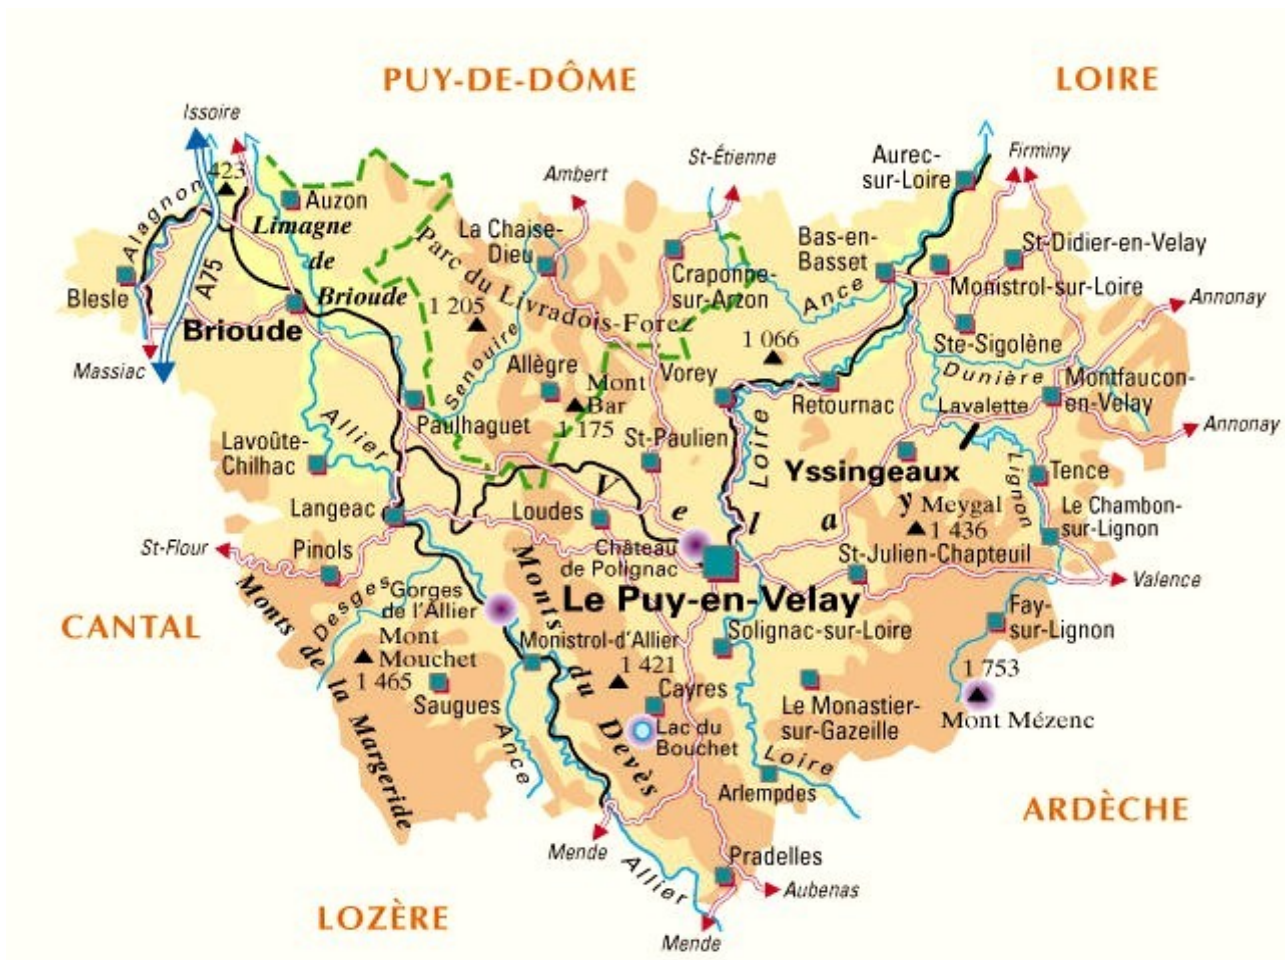 PUY-DE-DÔME
LOIRE
Issoire
Firminy
St-Étienne
Aurec-
sur-Loire
Ambert
423
Alagnon
Auzon
Limagne
de
Brioude
La Chaise-
Dieu
Parc du Livradois-Forez
Craponne-
sur-Arzon
Bas-en-
Basset
Ance
St-Didier-en-Velay
Monistrol-sur-Loire
Annonay
Blesle
A75
Brioude
1 205
Senouire
1 066
Ste-Sigolène
Massiac
Allègre
Mont
Bar
1 175
Vorey
Retournac
Dunière
Lavalette
Montfaucon-
en-Velay
Annonay
Paulhaguet
Allier
Lavoûte-
Chilhac
St-Paulien
Loire
Yssingeaux
Lignon
Tence
Langeac
Loudes
Velay
Meygal
1 436
Le Chambon-
sur-Lignon
St-Flour
Pinols
Château
de Polignac
St-Julien-Chapteuil
Valence
CANTAL
Monts de la Margeride
Desges
Gorges
de l'Allier
Monts du Devès
Le Puy-en-Velay
Fay-
sur-Lignon
Mont
Mouchet
1 465
Monistrol-d'Allier
Solignac-sur-Loire
1 421
1 753
Mont Mézenc
Saugues
Cayres
Lac du
Bouchet
Le Monastier-
sur-Gazeille
Ance
Loire
Arlempdes
ARDÈCHE
Mende
Allier
Pradelles
Aubenas
LOZÈRE
Mende